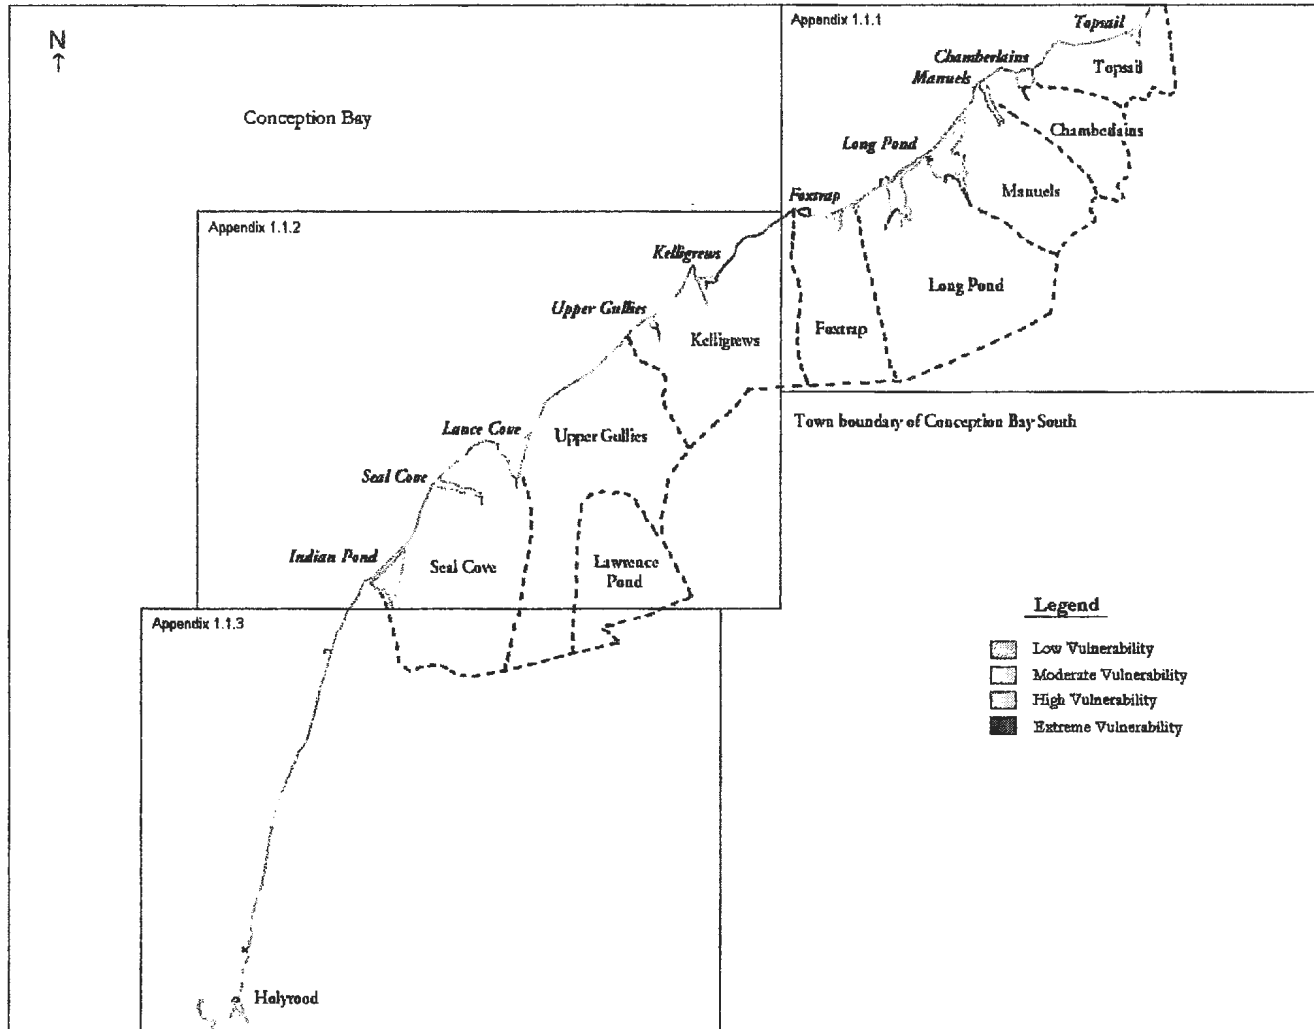 Appendix 1.1.1
Topsail
N
Chamberlains
Topsail
Manuels
Conception Bay
Chamberlains
Long Pond
Manuels
Foxtrap
Appendix 1.1.2
Kelligrews
Long Pond
Upper Gullies
Foxtrap
Kelligrews
Town boundary of Conception Bay South
Lance Cove
Upper Gullies
Seal Cove
Indian Pond
Seal Cove
Lawrence
Pond
Appendix 1.1.3
Legend
Low Vulnerability
Moderate Vulnerability
High Vulnerability
Extreme Vulnerability
Holyrood